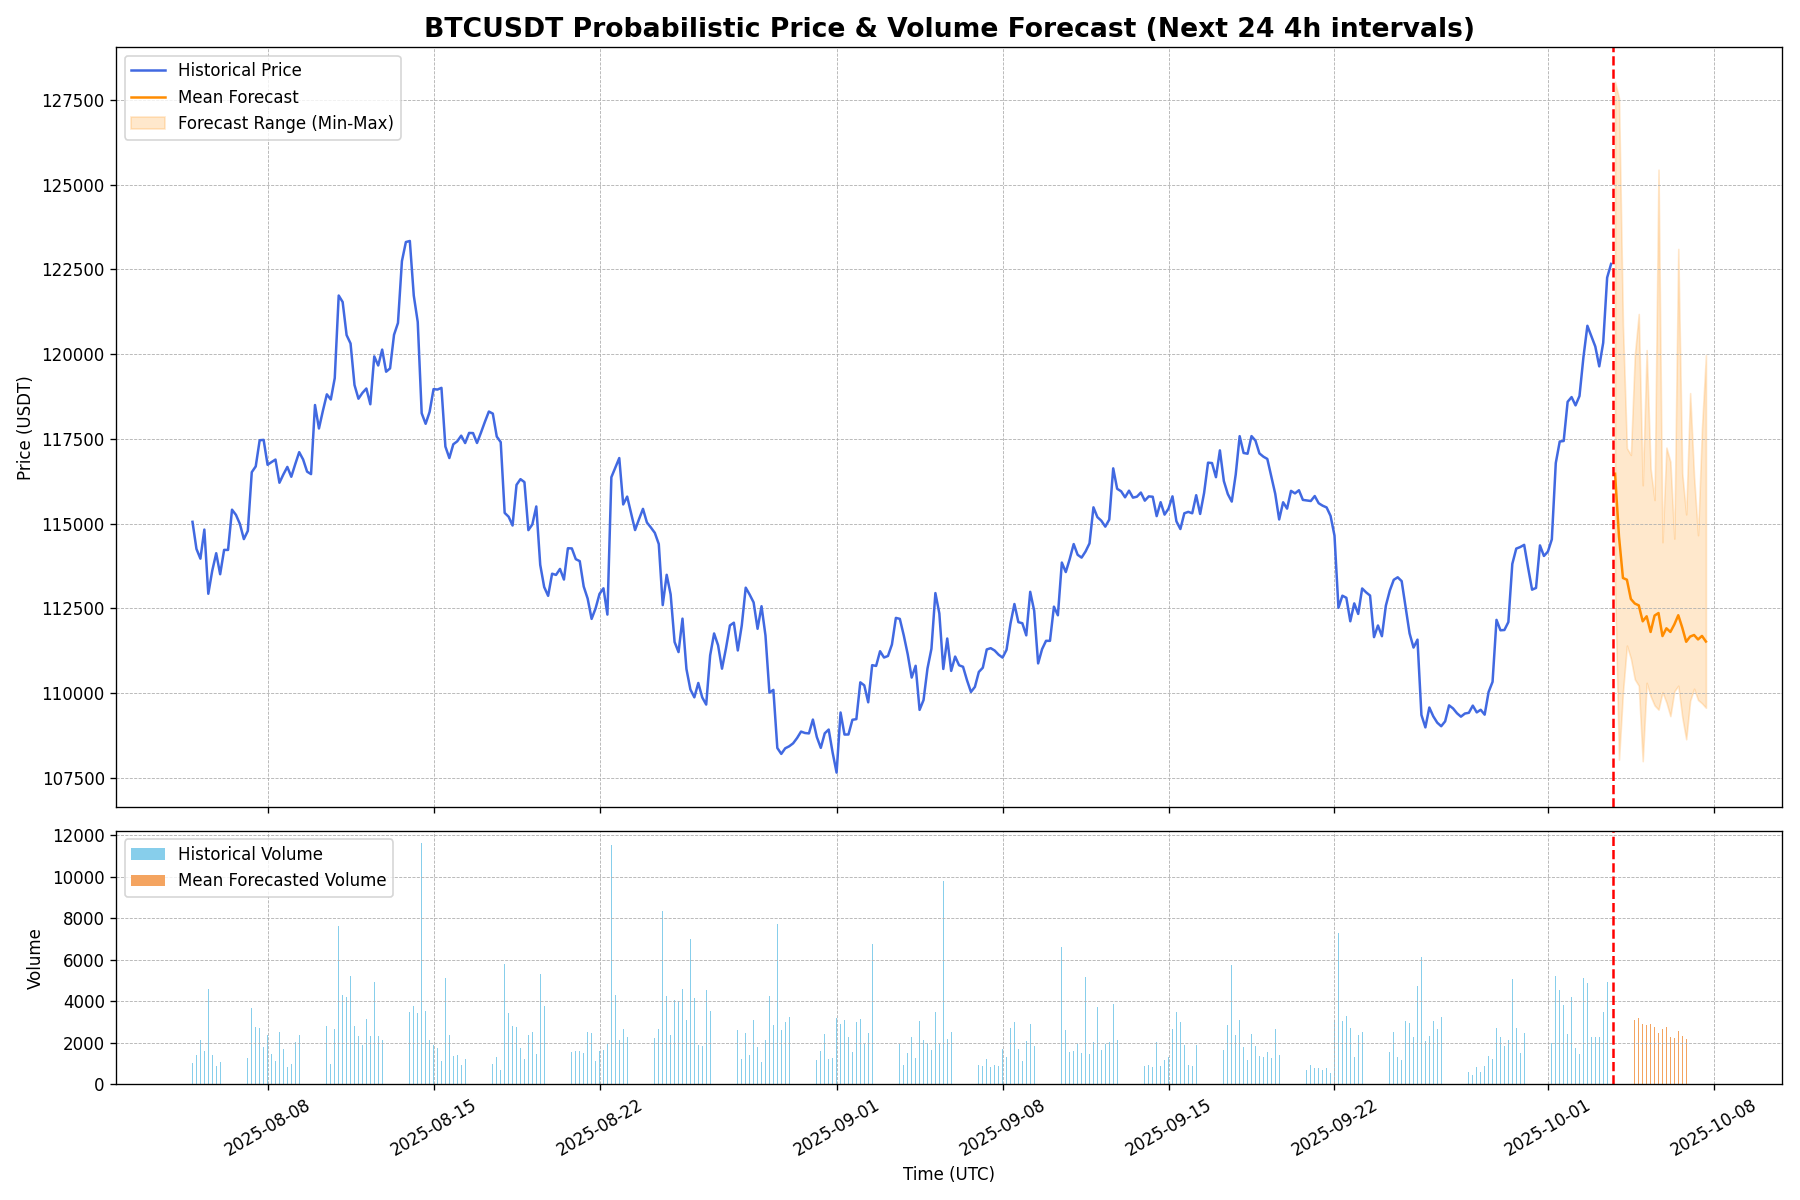 BTCUSDT Probabilistic Price & Volume Forecast (Next 24 4h intervals)
Historical Price
Mean Forecast
Forecast Range (Min-Max)
127500
125000
122500
120000
117500
115000
112500
110000
107500
Price (USDT)
Historical Volume
Mean Forecasted Volume
12000
10000
8000
6000
4000
2000
0
Volume
2025-08-08
2025-08-15
2025-08-22
2025-09-01
2025-09-08
2025-09-15
2025-09-22
2025-10-01
2025-10-08
Time (UTC)